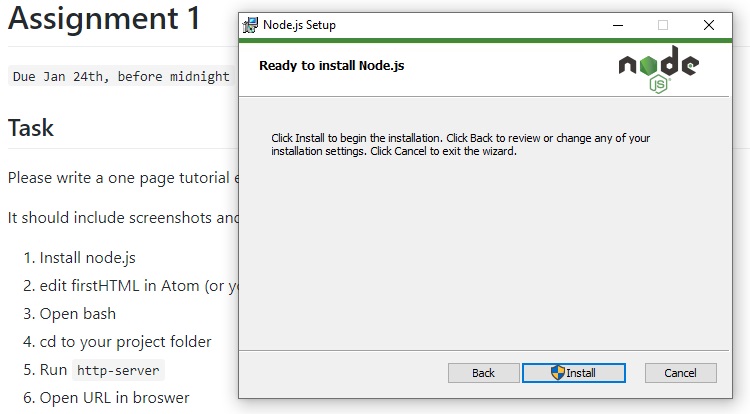 Assignment 1
Due Jan 24th, before midnight
Task
Please write a one page tutorial
It should include screenshots and
1. Install node.js
2. edit firstHTML in Atom (or
3. Open bash
4. cd to your project folder
5. Run http-server
6. Open URL in broswer
Node.js Setup
Ready to install Node.js
node
JS
Click Install to begin the installation. Click Back to review or change any of your
installation settings. Click Cancel to exit the wizard.
Back
Install
Cancel